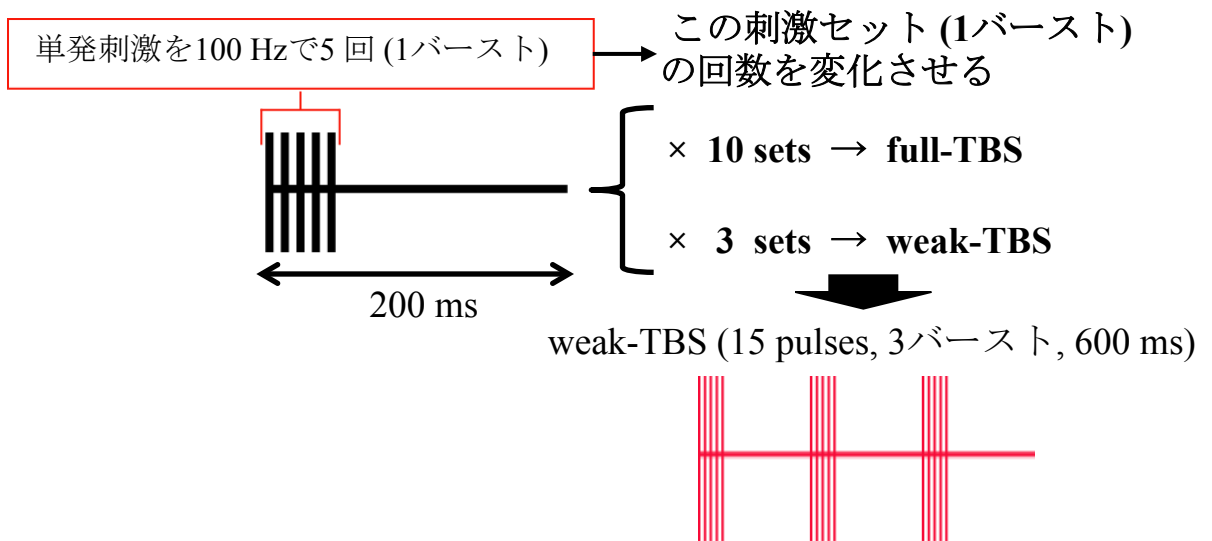 単発刺激を100 Hzで5 回 (1バースト)
この刺激セット (1バースト)
の回数を変化させる
× 10 sets → full-TBS
× 3 sets → weak-TBS
200 ms
weak-TBS (15 pulses, 3バースト, 600 ms)